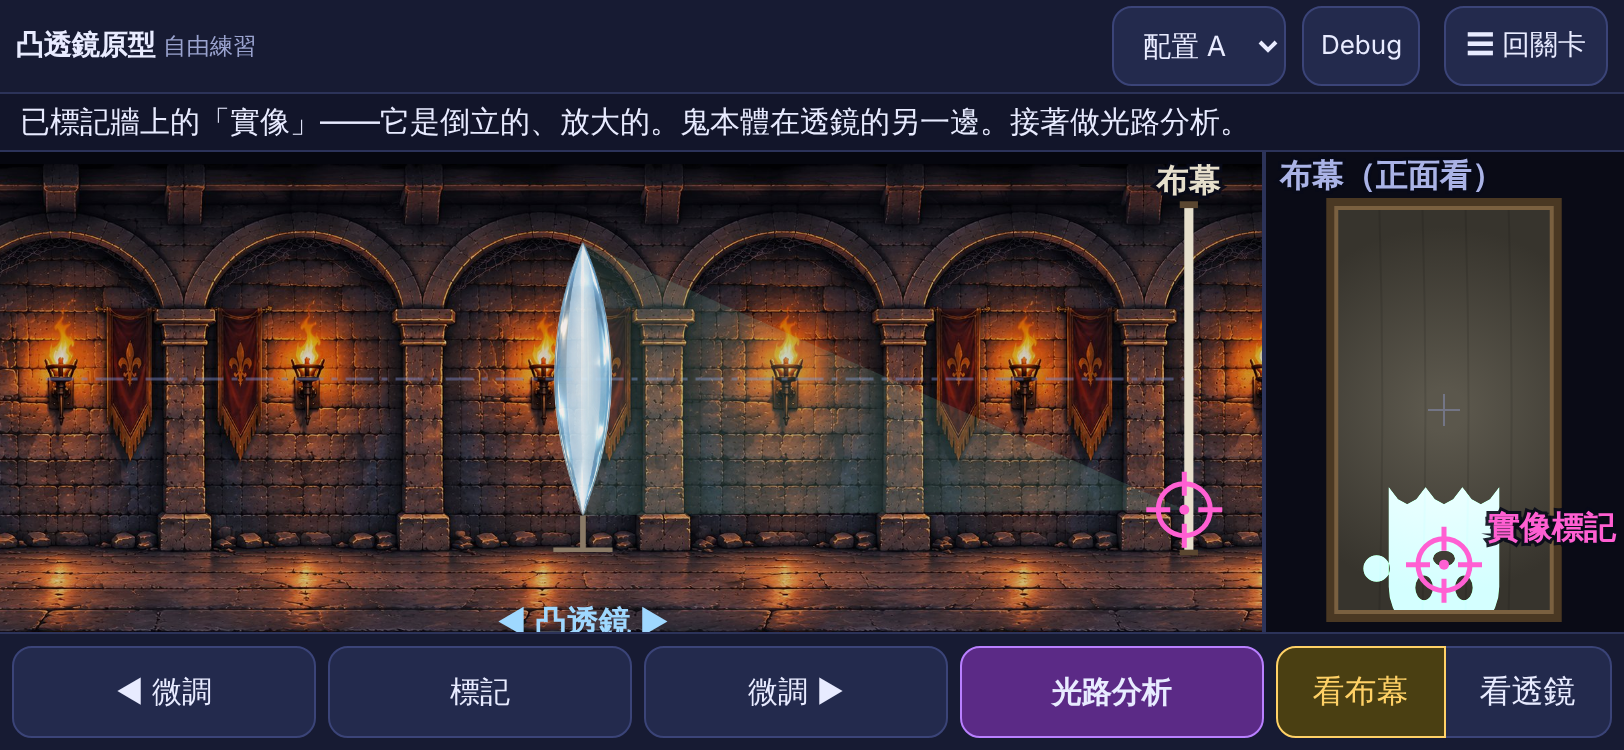 凸透鏡原型 自由練習
配置 A
Debug
☰ 回關卡
已標記牆上的「實像」——它是倒立的、放大的。鬼本體在透鏡的另一邊。接著做光路分析。
布幕
布幕（正面看）
實像標記
◀ 凸透鏡 ▶
◀ 微調
標記
微調 ▶
光路分析
看布幕
看透鏡